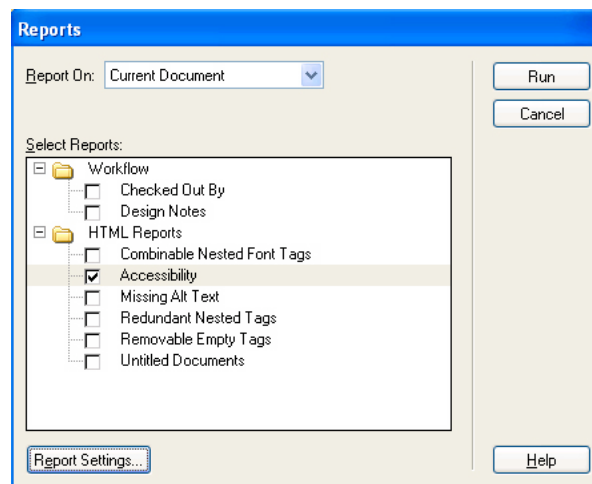 Reports
Report On: Current Document
Run
Cancel
Select Reports:
Workflow
Checked Out By
Design Notes
HTML Reports
Combinable Nested Font Tags
Accessibility
Missing Alt Text
Redundant Nested Tags
Removable Empty Tags
Untitled Documents
Report Settings...
Help